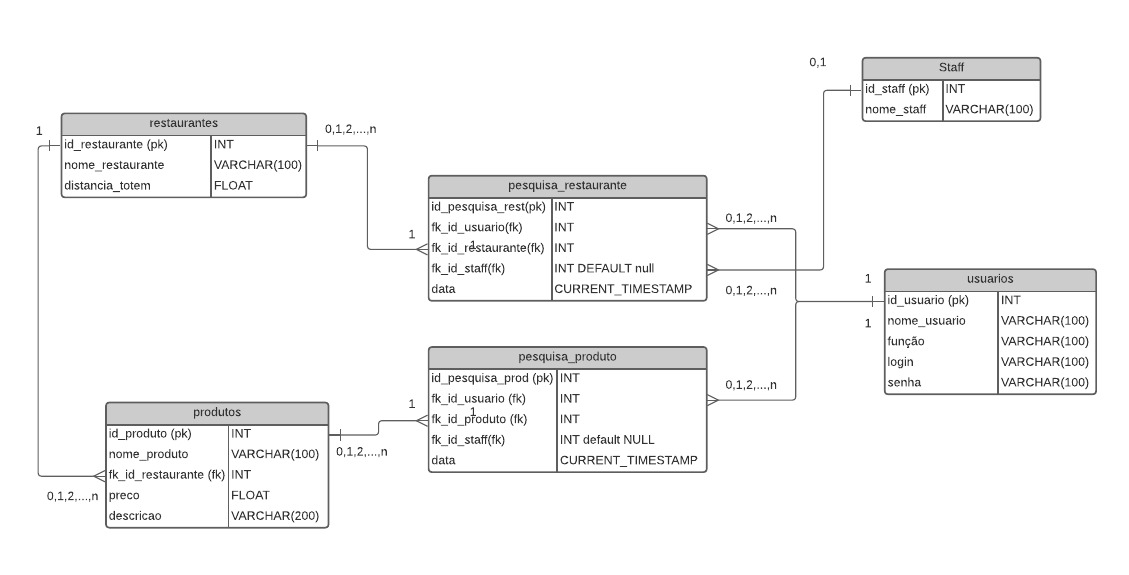 0,1
Staff
id_staff (pk) INT
nome_staff VARCHAR(100)
1
restaurantes
id_restaurante (pk) INT
nome_restaurante VARCHAR(100)
distancia_totem FLOAT
0,1,2,...,n
1
pesquisa_restaurante
id_pesquisa_rest(pk) INT
fk_id_usuario(fk) INT
fk_id_restaurante(fk) INT
1
fk_id_staff(fk) INT DEFAULT null
data CURRENT_TIMESTAMP
0,1,2,...,n
0,1,2,...,n
1
1
usuarios
id_usuario (pk) INT
nome_usuario VARCHAR(100)
função VARCHAR(100)
login VARCHAR(100)
senha VARCHAR(100)
pesquisa_produto
id_pesquisa_prod (pk) INT
fk_id_usuario (fk) INT
fk_id_produto (fk) INT
1
fk_id_staff(fk) INT default NULL
data CURRENT_TIMESTAMP
0,1,2,...,n
1
0,1,2,...,n
produtos
id_produto (pk) INT
nome_produto VARCHAR(100)
fk_id_restaurante (fk) INT
preco FLOAT
descricao VARCHAR(200)
0,1,2,...,n